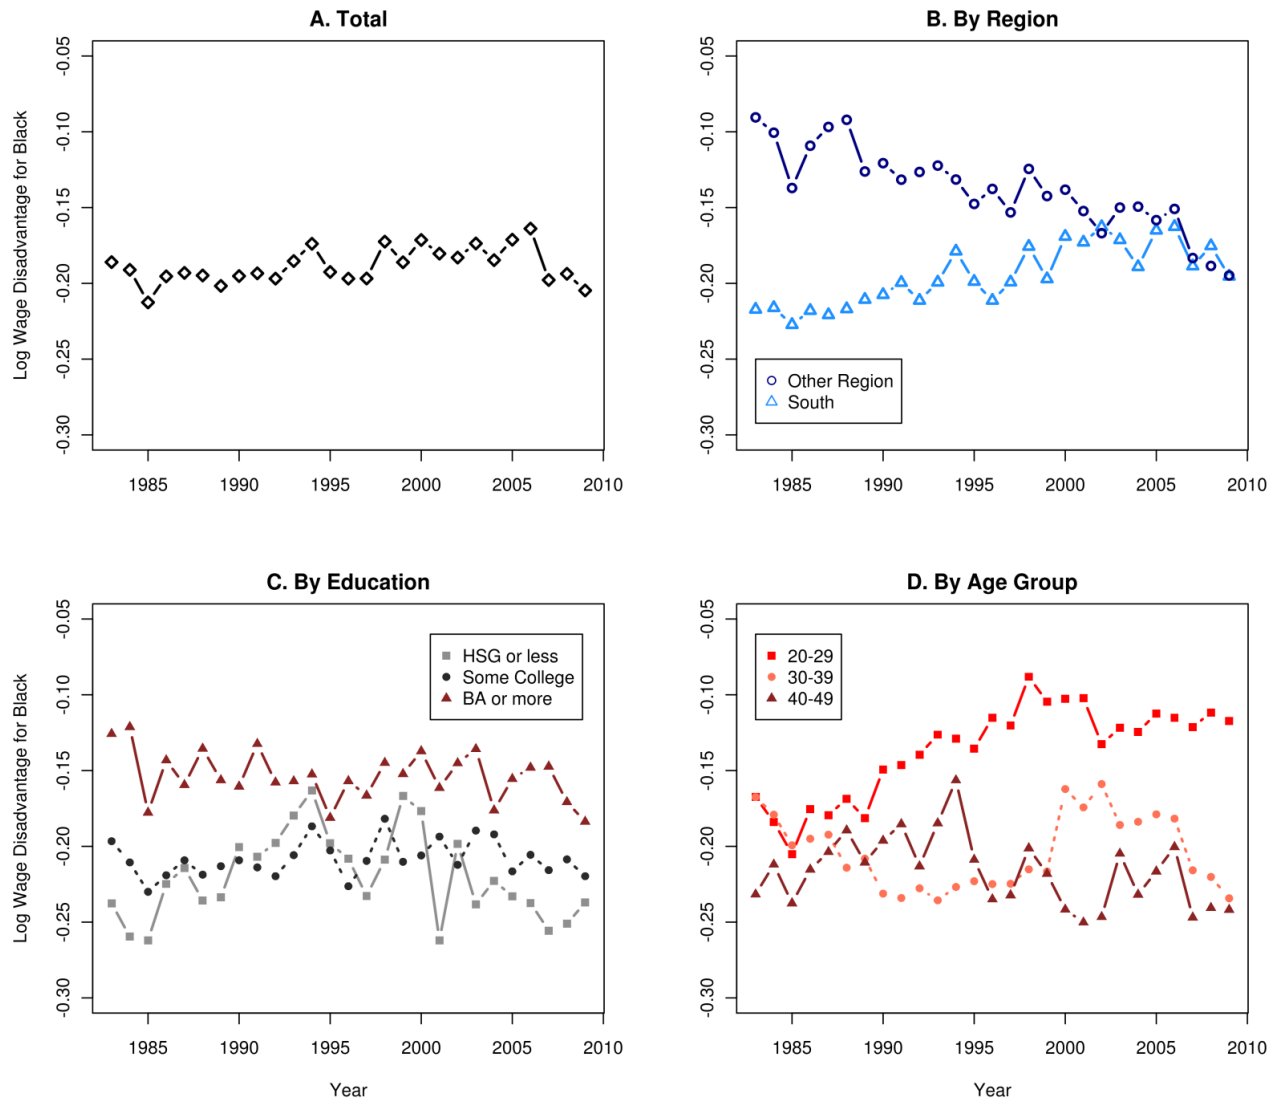 A. Total
Log Wage Disadvantage for Black
-0.05
-0.10
-0.15
-0.20
-0.25
-0.30
1985 1990 1995 2000 2005 2010
B. By Region
-0.05
-0.10
-0.15
-0.20
-0.25
-0.30
Other Region
South
1985 1990 1995 2000 2005 2010
C. By Education
Log Wage Disadvantage for Black
-0.05
-0.10
-0.15
-0.20
-0.25
-0.30
HSG or less
Some College
BA or more
1985 1990 1995 2000 2005 2010
Year
D. By Age Group
-0.05
-0.10
-0.15
-0.20
-0.25
-0.30
20-29
30-39
40-49
1985 1990 1995 2000 2005 2010
Year